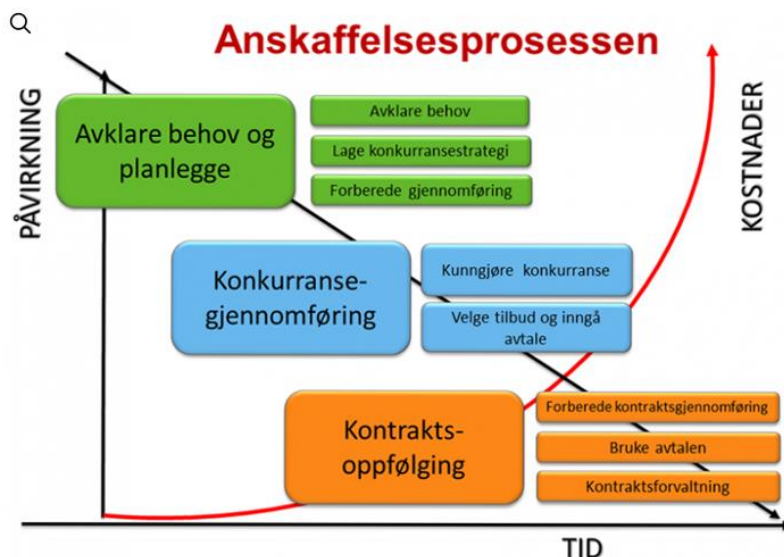 Anskaffelsesprosessen
PÅVIRKNING
KOSTNADER
Avklare behov og
planlegge
Avklare behov
Lage konkurransestrategi
Forberede gjennomføring
Konkurranse-
gjennomføring
Kunngjøre konkurranse
Velge tilbud og inngå
avtale
Kontrakts-
oppfølging
Forberede kontraktsgjennomføring
Bruke avtalen
Kontraktsforvaltning
TID